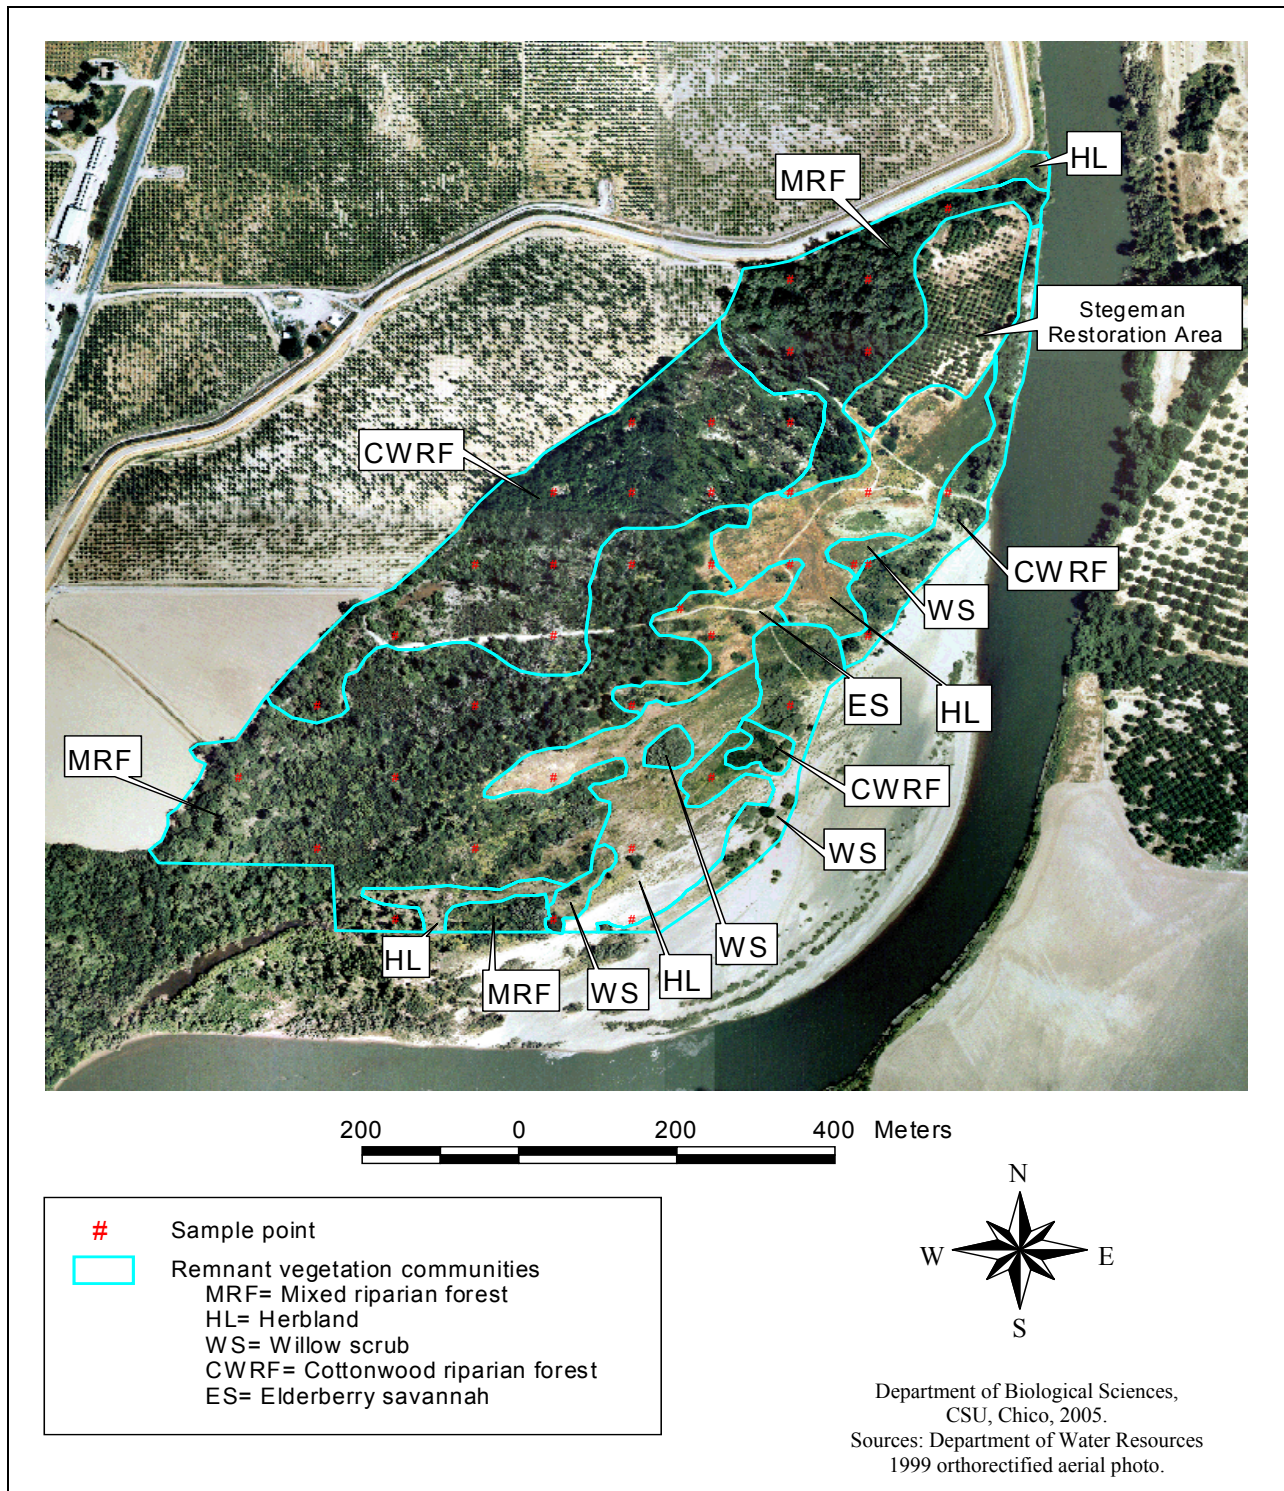 HL
MRF
Stegeman
Restoration Area
CWRF
CWRF
WS
ES
HL
MRF
CWRF
WS
WS
HL
HL
MRF
WS
200 0 200 400 Meters
N
W E
S
# Sample point
Remnant vegetation communities
MRF= Mixed riparian forest
HL= Herbland
WS= Willow scrub
CWRF= Cottonwood riparian forest
ES= Elderberry savannah
Department of Biological Sciences,
CSU, Chico, 2005.
Sources: Department of Water Resources
1999 orthorectified aerial photo.